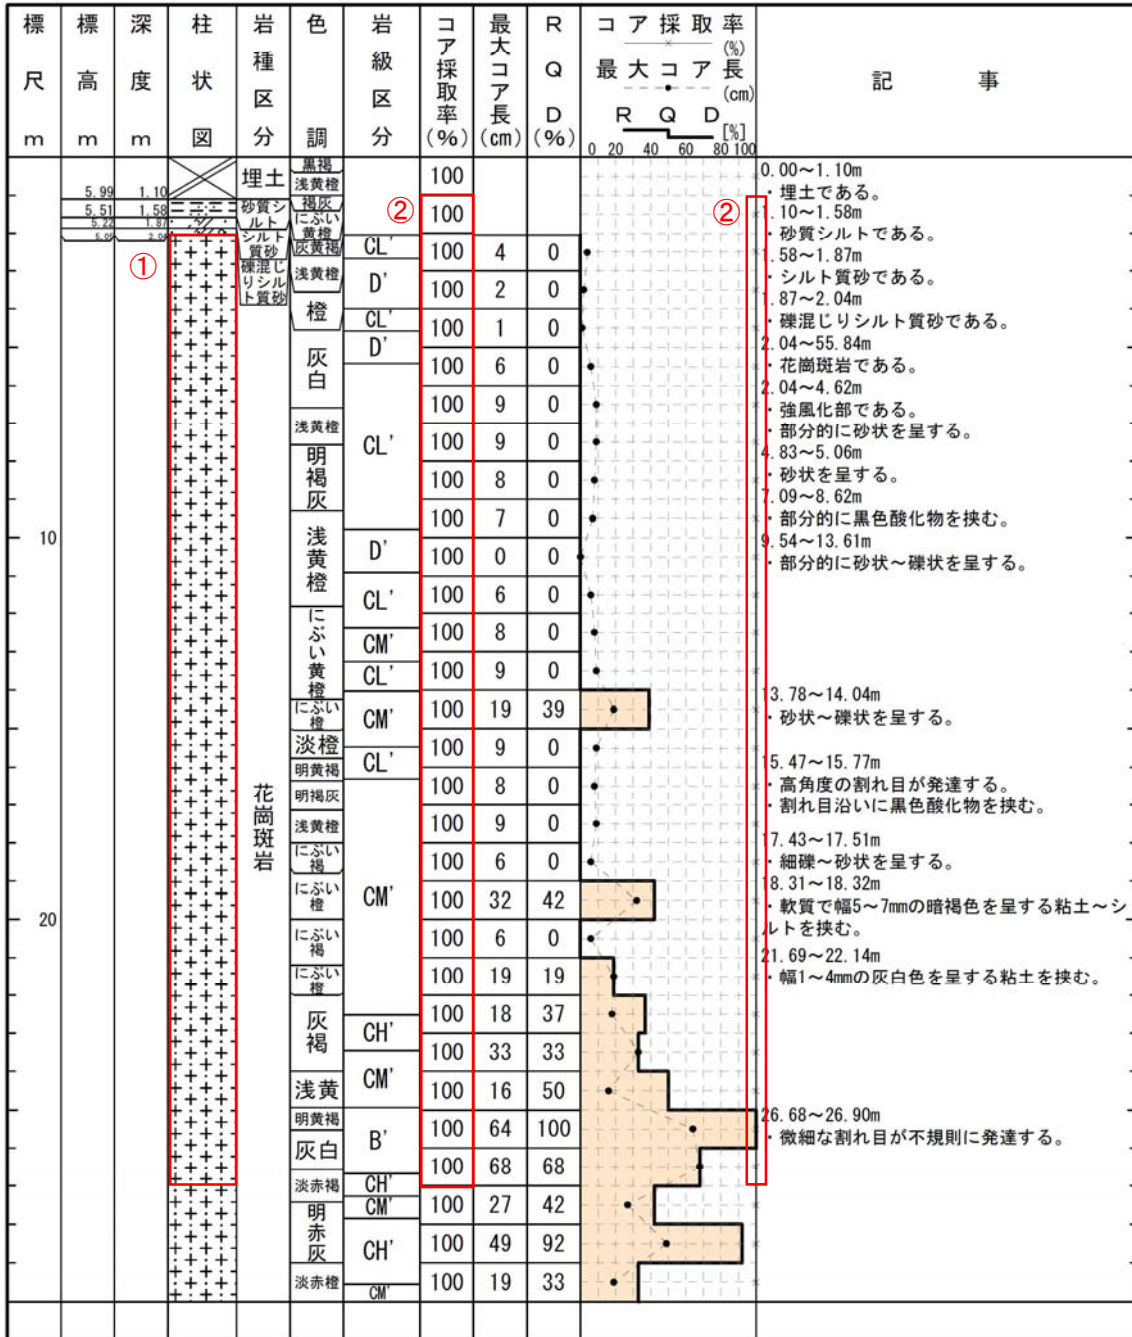 標尺m
標高m
深度m
柱状図
岩種区分
色調
岩級区分
コア採取率(%)
最大コア長(cm)
RQD(%)
コア採取率
(%)
最大コア長
(cm)
RQD
[%]
0 20 40 60 80 100
記事
5.99 1.10
5.51 1.58
5.22 1.87
2.04
10
20
①
②
②
埋土
砂質シルト
シルト質砂
礫混じりシルト質砂
花崗斑岩
黒褐
浅黄橙
褐灰
にぶい黄橙
灰黄褐
浅黄橙
橙
灰白
浅黄橙
明褐灰
浅黄橙
にぶい黄橙
にぶい橙
淡橙
明黄褐
明褐灰
浅黄橙
にぶい褐
にぶい橙
にぶい褐
にぶい橙
灰褐
浅黄
明黄褐
灰白
淡赤褐
明赤灰
淡赤橙
CL'
D'
CL'
D'
CL'
D'
CL'
CM'
CL'
CM'
CL'
CM'
CH'
CM'
B'
CH'
CM'
CH'
CM'
100
100
100 4 0
100 2 0
100 1 0
100 6 0
100 9 0
100 9 0
100 8 0
100 7 0
100 0 0
100 6 0
100 8 0
100 9 0
100 19 39
100 9 0
100 8 0
100 9 0
100 6 0
100 32 42
100 6 0
100 19 19
100 18 37
100 33 33
100 16 50
100 64 100
100 68 68
100 27 42
100 49 92
100 19 33
0.00～1.10m
・埋土である。
1.10～1.58m
・砂質シルトである。
1.58～1.87m
・シルト質砂である。
1.87～2.04m
・礫混じりシルト質砂である。
2.04～55.84m
・花崗斑岩である。
2.04～4.62m
・強風化部である。
・部分的に砂状を呈する。
4.83～5.06m
・砂状を呈する。
7.09～8.62m
・部分的に黒色酸化物を挟む。
9.54～13.61m
・部分的に砂状～礫状を呈する。
13.78～14.04m
・砂状～礫状を呈する。
15.47～15.77m
・高角度の割れ目が発達する。
・割れ目沿いに黒色酸化物を挟む。
17.43～17.51m
・細礫～砂状を呈する。
18.31～18.32m
・軟質で幅5～7mmの暗褐色を呈する粘土～シ
ルトを挟む。
21.69～22.14m
・幅1～4mmの灰白色を呈する粘土を挟む。
26.68～26.90m
・微細な割れ目が不規則に発達する。